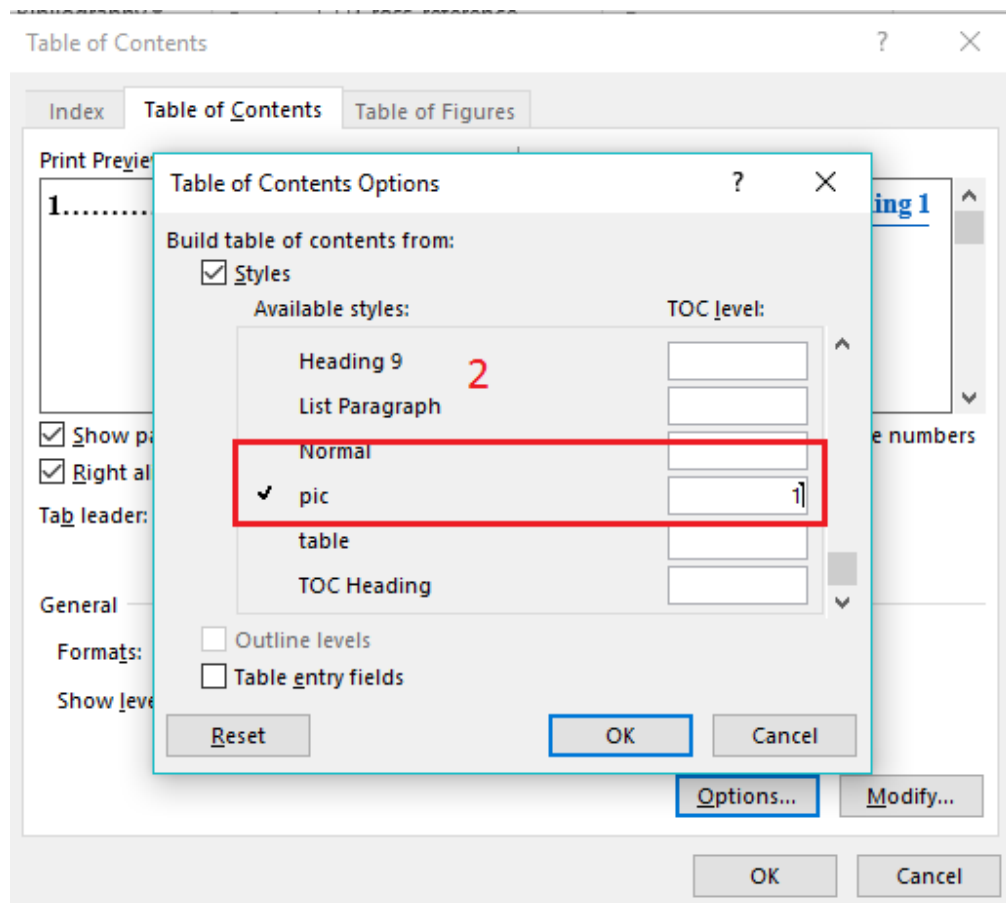 Table of Contents ?
Index Table of Contents Table of Figures
Print Previe
1.......... ing 1
Table of Contents Options ?
Build table of contents from:
Styles
Available styles: TOC level:
Heading 9
2
List Paragraph
Normal
pic 1
table
TOC Heading
Outline levels
Table entry fields
Reset OK Cancel
Show pa e numbers
Right al
Tab leader:
General
Formats:
Show leve
Options... Modify...
OK Cancel